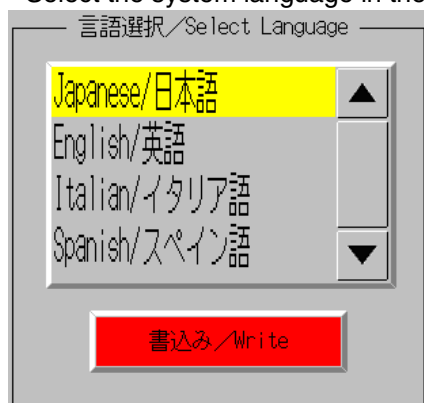 Select the system language in the
言語選択／Select Language
Japanese/日本語
English/英語
Italian/イタリア語
Spanish/スペイン語
書込み／Write